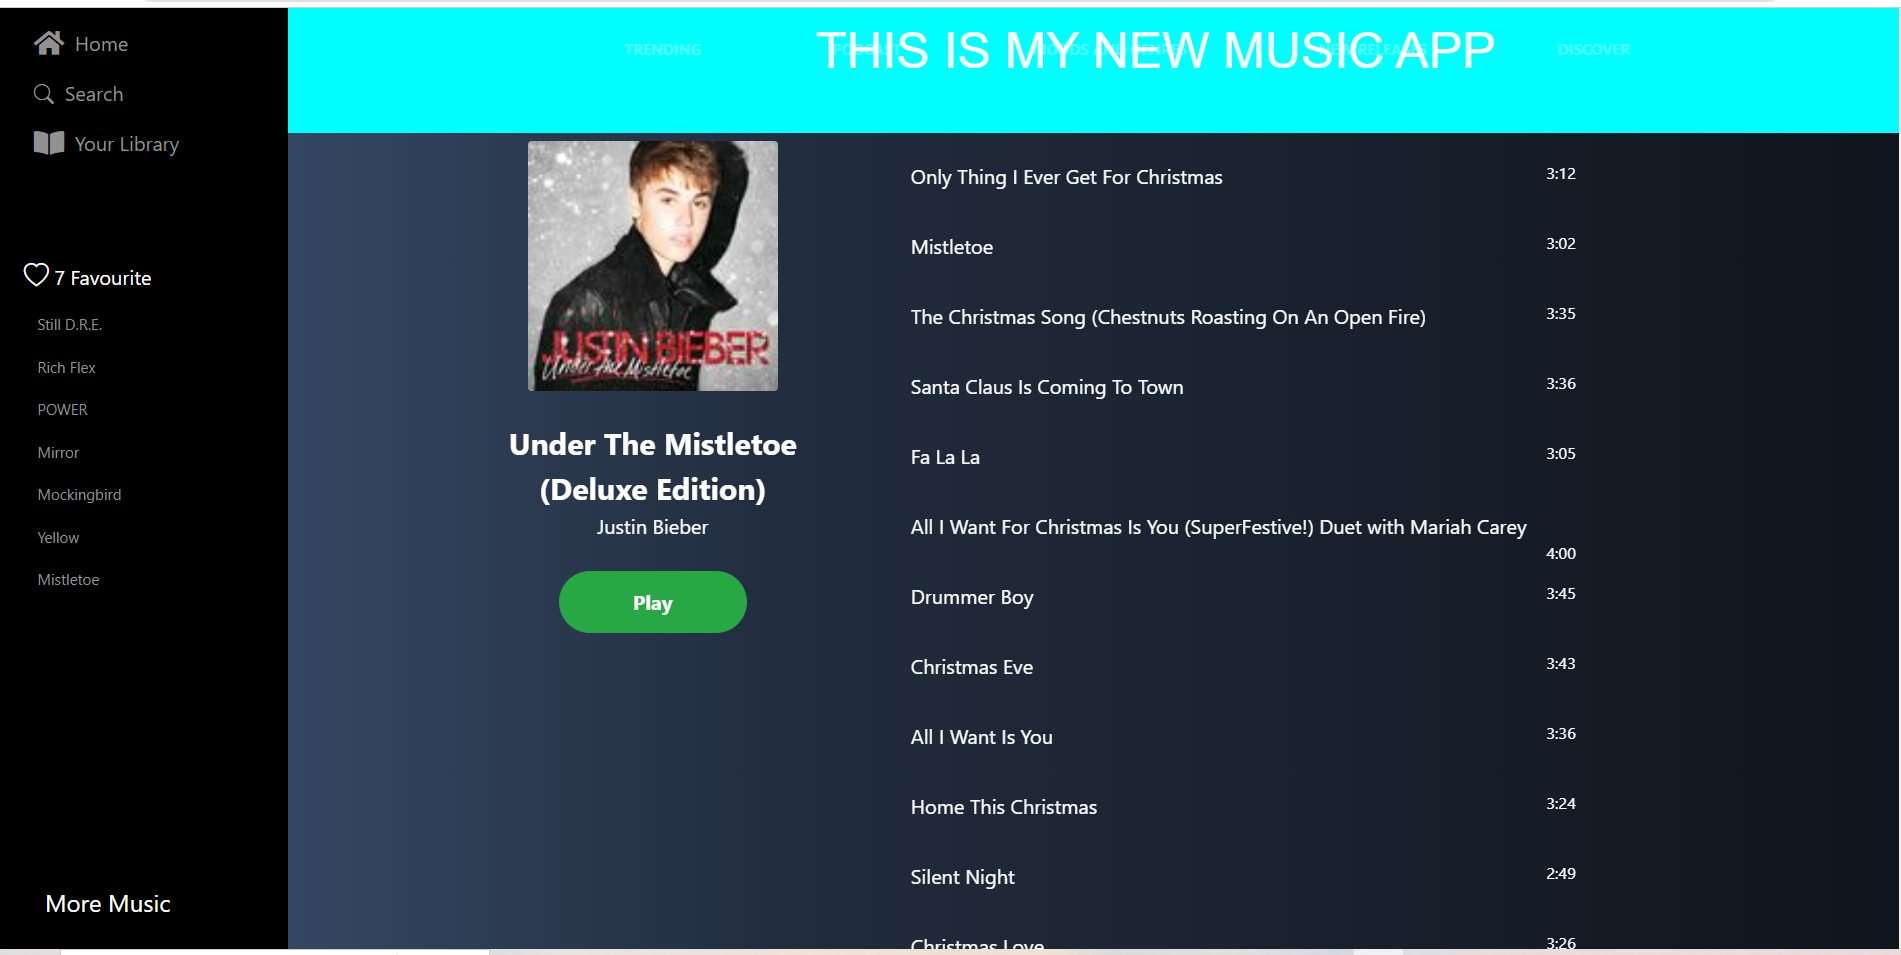 Home
Search
Your Library
7 Favourite
Still D.R.E.
Rich Flex
POWER
Mirror
Mockingbird
Yellow
Mistletoe
More Music
THIS IS MY NEW MUSIC APP
TRENDING PODCAST NEW RELEASES DISCOVER
JUSTIN BIEBER
Under the Mistletoe
Under The Mistletoe
(Deluxe Edition)
Justin Bieber
Play
Only Thing I Ever Get For Christmas 3:12
Mistletoe 3:02
The Christmas Song (Chestnuts Roasting On An Open Fire) 3:35
Santa Claus Is Coming To Town 3:36
Fa La La 3:05
All I Want For Christmas Is You (SuperFestive!) Duet with Mariah Carey
4:00
Drummer Boy 3:45
Christmas Eve 3:43
All I Want Is You 3:36
Home This Christmas 3:24
Silent Night 2:49
Christmas Love 3:26